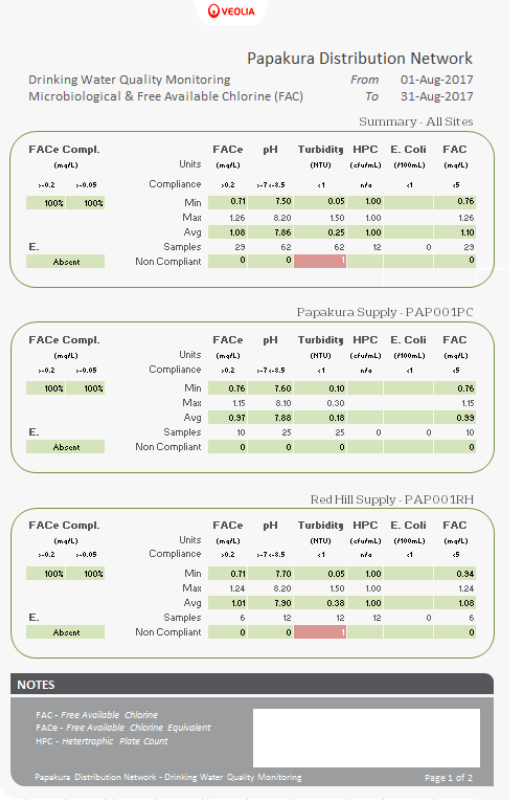 VEOLIA
Papakura Distribution Network
Drinking Water Quality Monitoring From 01-Aug-2017
Microbiological & Free Available Chlorine (FAC) To 31-Aug-2017
Summary - All Sites
FACe Compl. FACe pH Turbidity HPC E. Coli FAC
(mg/L) Units (mg/L) (NTU) (cfu/mL) (/100mL) (mg/L)
>-0.2 >-0.05 Compliance >0.2 >-7<-8.5 <1 n/a <1 <5
100% 100% Min 0.71 7.50 0.05 1.00 0.76
Max 1.26 8.20 1.50 1.00 1.26
Avg 1.08 7.86 0.25 1.00 1.10
E. Samples 29 62 62 12 0 29
Absent Non Compliant 0 0 1 0
Papakura Supply - PAP001PC
FACe Compl. FACe pH Turbidity HPC E. Coli FAC
(mg/L) Units (mg/L) (NTU) (cfu/mL) (/100mL) (mg/L)
>-0.2 >-0.05 Compliance >0.2 >-7<-8.5 <1 n/a <1 <5
100% 100% Min 0.76 7.60 0.10 0.76
Max 1.15 8.10 0.30 1.15
Avg 0.97 7.88 0.18 0.99
E. Samples 10 25 25 0 0 10
Absent Non Compliant 0 0 0 0
Red Hill Supply - PAP001RH
FACe Compl. FACe pH Turbidity HPC E. Coli FAC
(mg/L) Units (mg/L) (NTU) (cfu/mL) (/100mL) (mg/L)
>-0.2 >-0.05 Compliance >0.2 >-7<-8.5 <1 n/a <1 <5
100% 100% Min 0.71 7.70 0.05 1.00 0.94
Max 1.24 8.20 1.50 1.00 1.24
Avg 1.01 7.90 0.38 1.00 1.08
E. Samples 6 12 12 12 0 6
Absent Non Compliant 0 0 1 0
NOTES
FAC - Free Available Chlorine
FACe - Free Available Chlorine Equivalent
HPC - Hetertrophic Plate Count
Papakura Distribution Network - Drinking Water Quality Monitoring Page 1 of 2